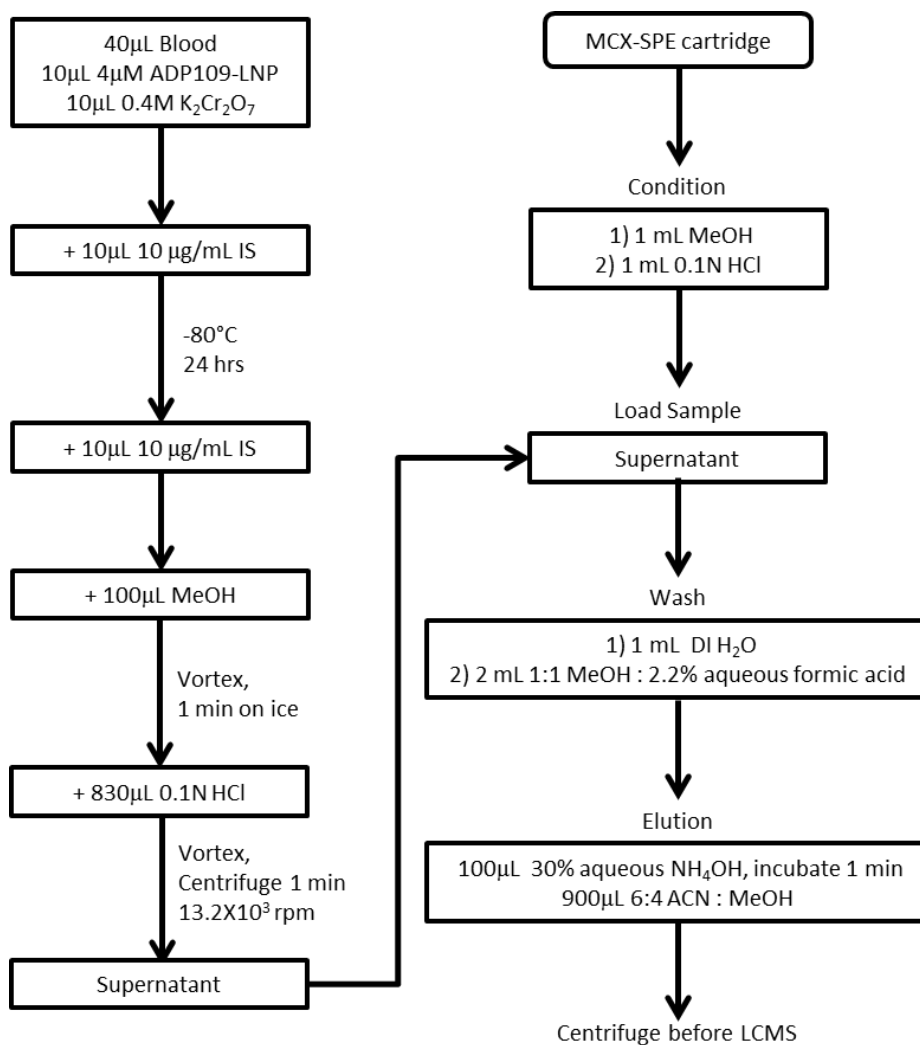 40µL Blood
10µL 4µM ADP109-LNP
10µL 0.4M K₂Cr₂O₇
+ 10µL 10 µg/mL IS
-80°C
24 hrs
+ 10µL 10 µg/mL IS
+ 100µL MeOH
Vortex,
1 min on ice
+ 830µL 0.1N HCl
Vortex,
Centrifuge 1 min
13.2X10³ rpm
Supernatant
MCX-SPE cartridge
Condition
1) 1 mL MeOH
2) 1 mL 0.1N HCl
Load Sample
Supernatant
Wash
1) 1 mL DI H₂O
2) 2 mL 1:1 MeOH : 2.2% aqueous formic acid
Elution
100µL 30% aqueous NH₄OH, incubate 1 min
900µL 6:4 ACN : MeOH
Centrifuge before LCMS